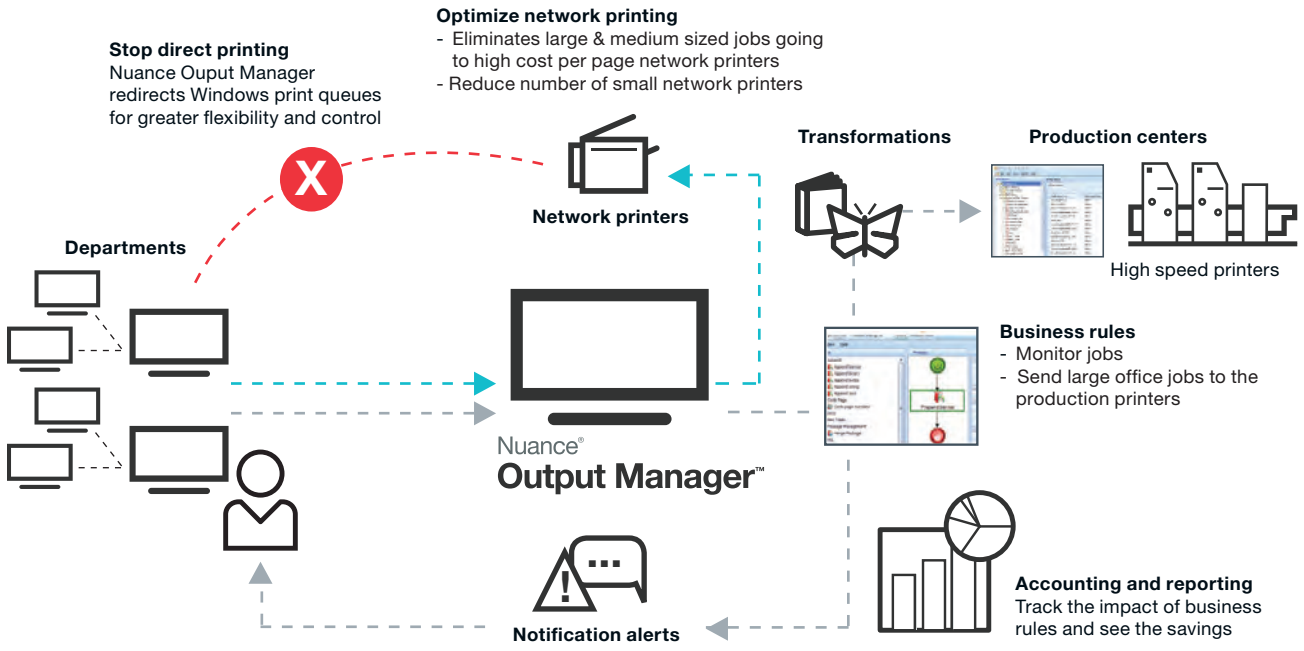 Optimize network printing
- Eliminates large & medium sized jobs going
to high cost per page network printers
- Reduce number of small network printers
Stop direct printing
Nuance Ouput Manager
redirects Windows print queues
for greater flexibility and control
X
Network printers
Transformations
Production centers
High speed printers
Departments
Business rules
- Monitor jobs
- Send large office jobs to the
production printers
Nuance®
Output Manager™
Notification alerts
Accounting and reporting
Track the impact of business
rules and see the savings